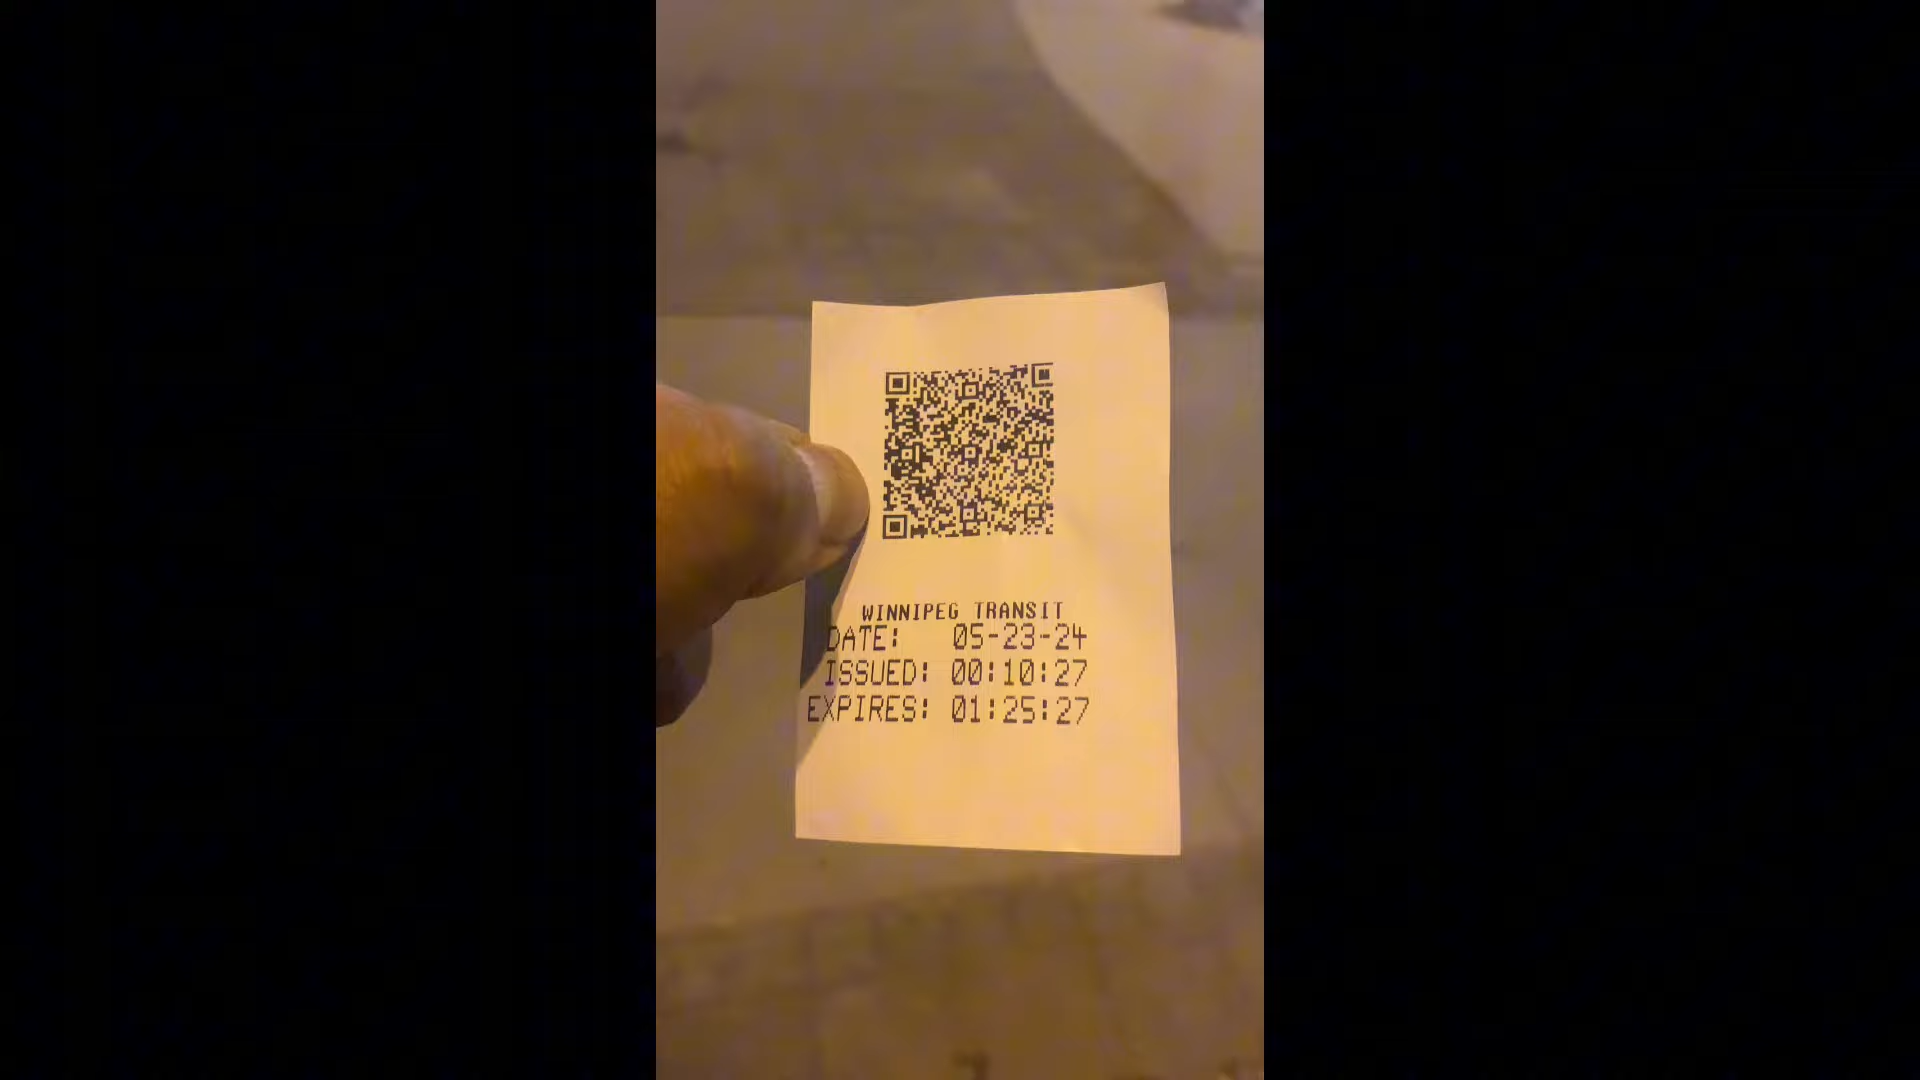 WINNIPEG TRANSIT
DATE: 05-23-24
ISSUED: 00:10:27
EXPIRES: 01:25:27